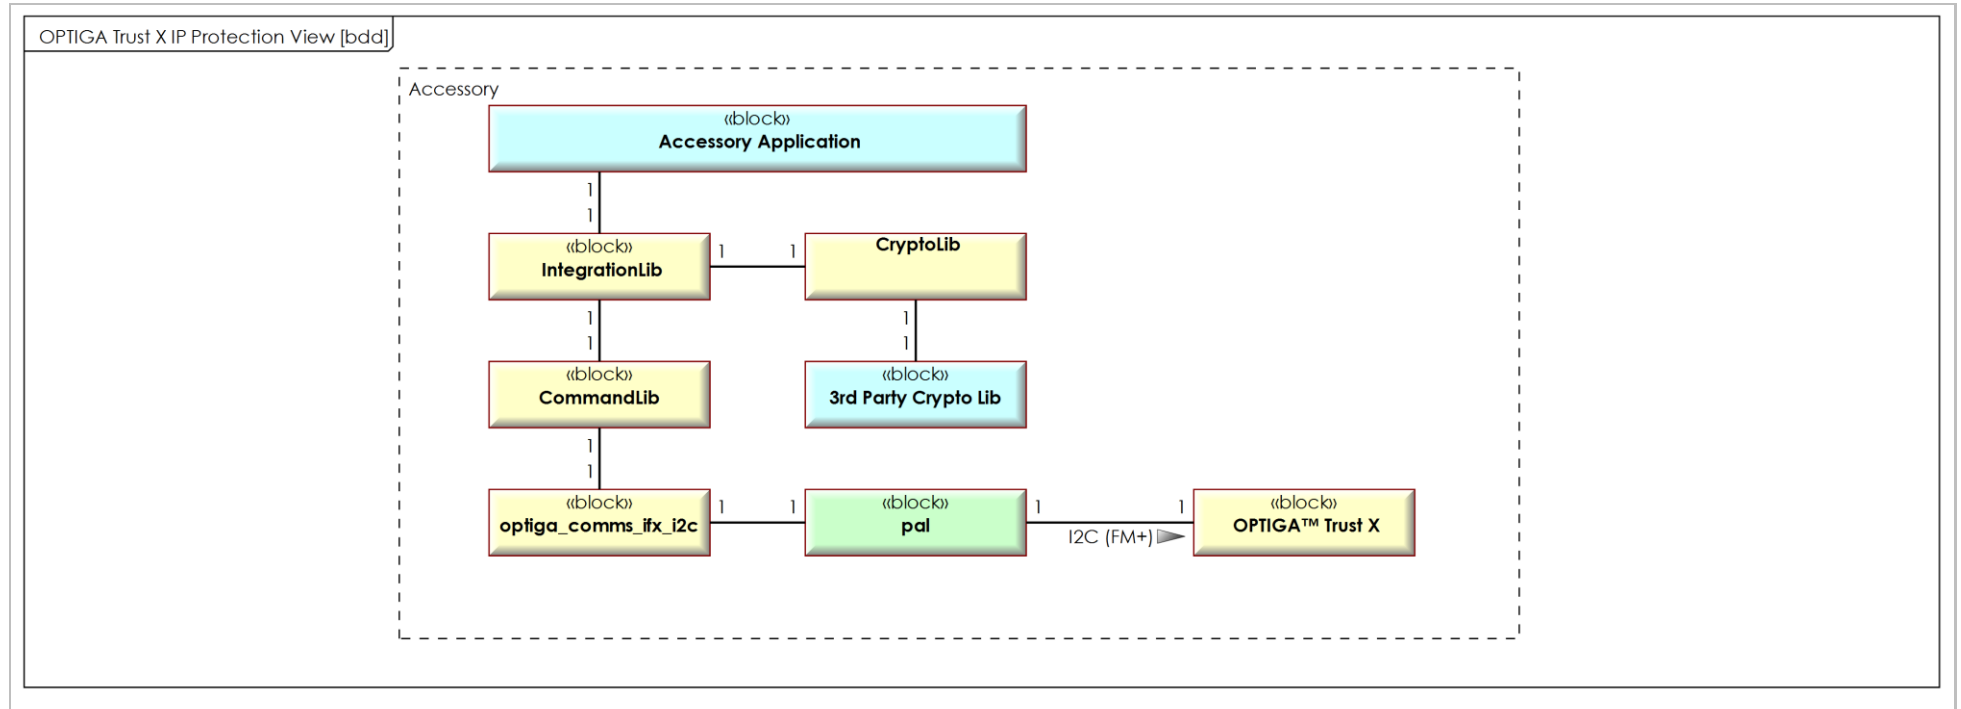 OPTIGA Trust X IP Protection View [bdd]
Accessory
«block»
Accessory Application
1
1
«block»
IntegrationLib
1
1
CryptoLib
1
1
1
1
«block»
CommandLib
«block»
3rd Party Crypto Lib
1
1
«block»
optiga_comms_ifx_i2c
1
1
«block»
pal
1
1
I2C (FM+)
«block»
OPTIGA™ Trust X